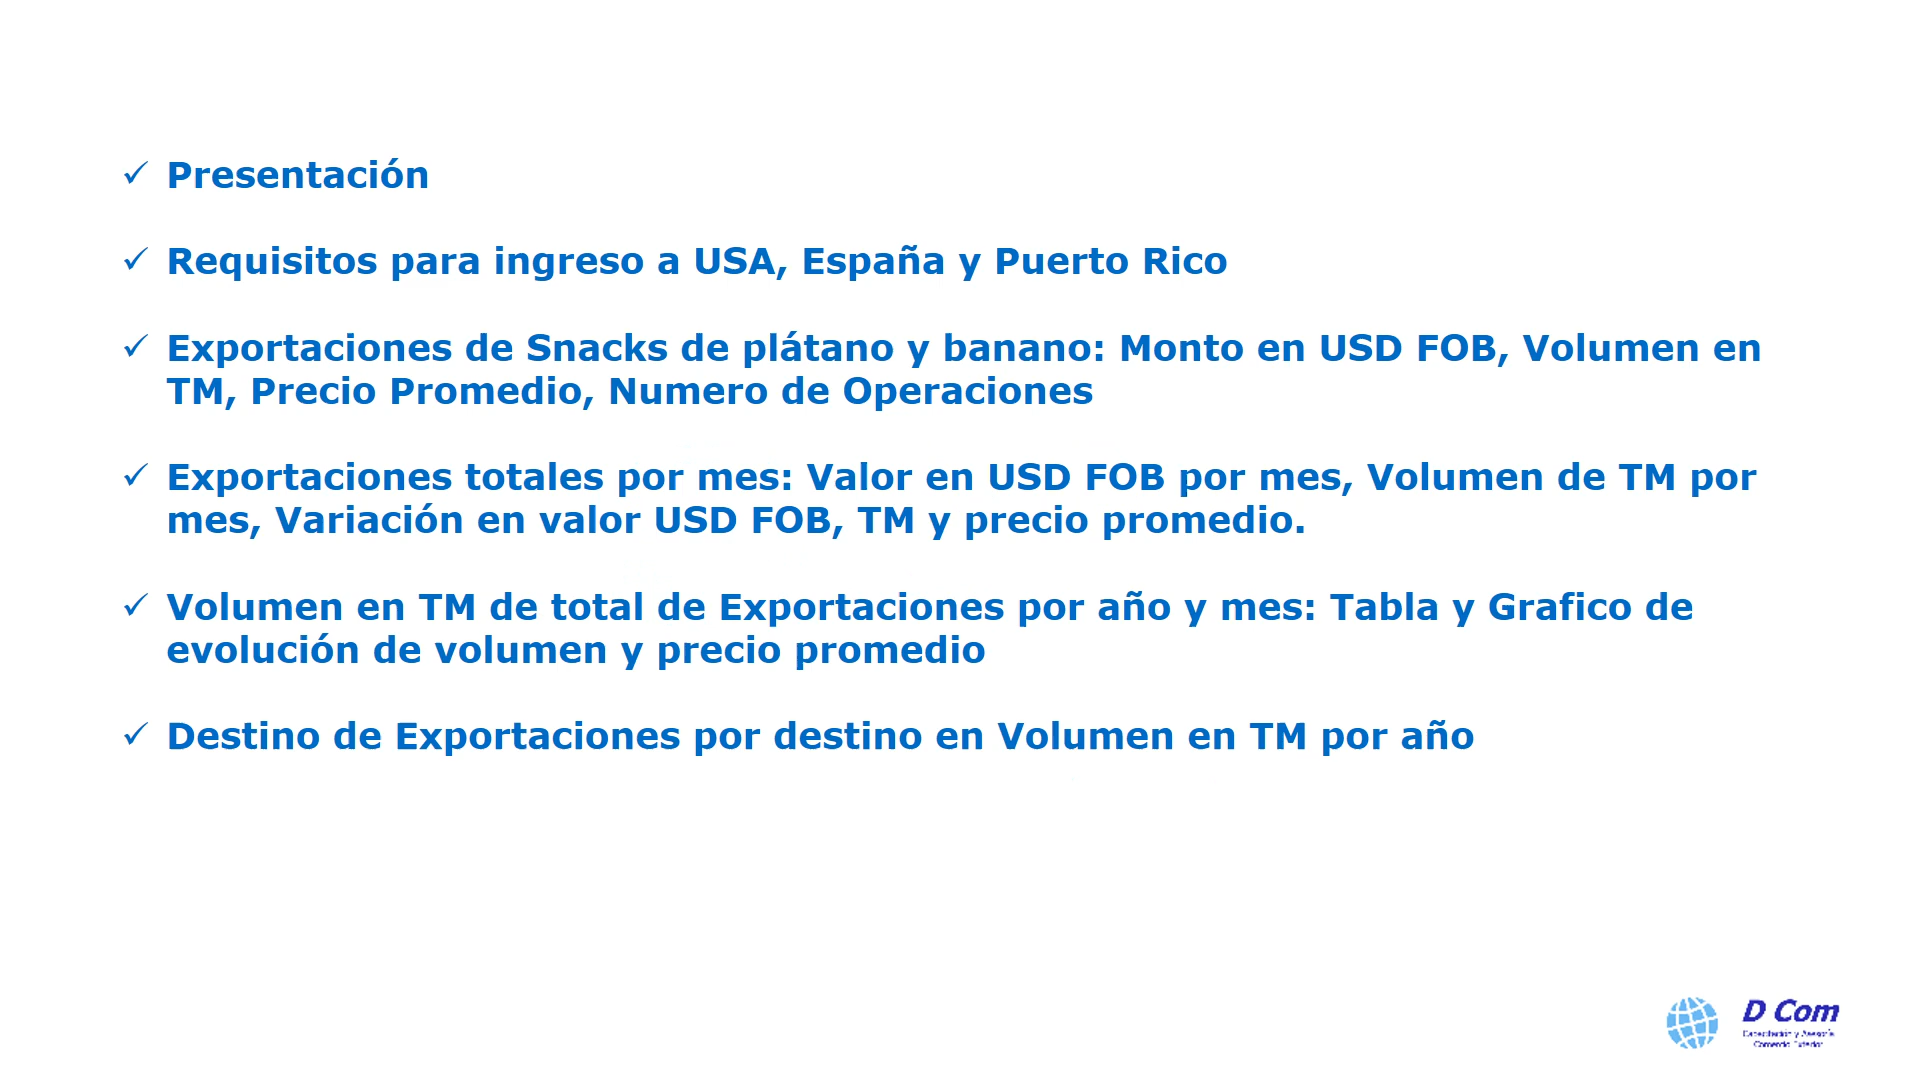 ✓ Presentación
✓ Requisitos para ingreso a USA, España y Puerto Rico
✓ Exportaciones de Snacks de plátano y banano: Monto en USD FOB, Volumen en
TM, Precio Promedio, Numero de Operaciones
✓ Exportaciones totales por mes: Valor en USD FOB por mes, Volumen de TM por
mes, Variación en valor USD FOB, TM y precio promedio.
✓ Volumen en TM de total de Exportaciones por año y mes: Tabla y Grafico de
evolución de volumen y precio promedio
✓ Destino de Exportaciones por destino en Volumen en TM por año
D Com
Capacitación y Asesoría
Comercio Exterior